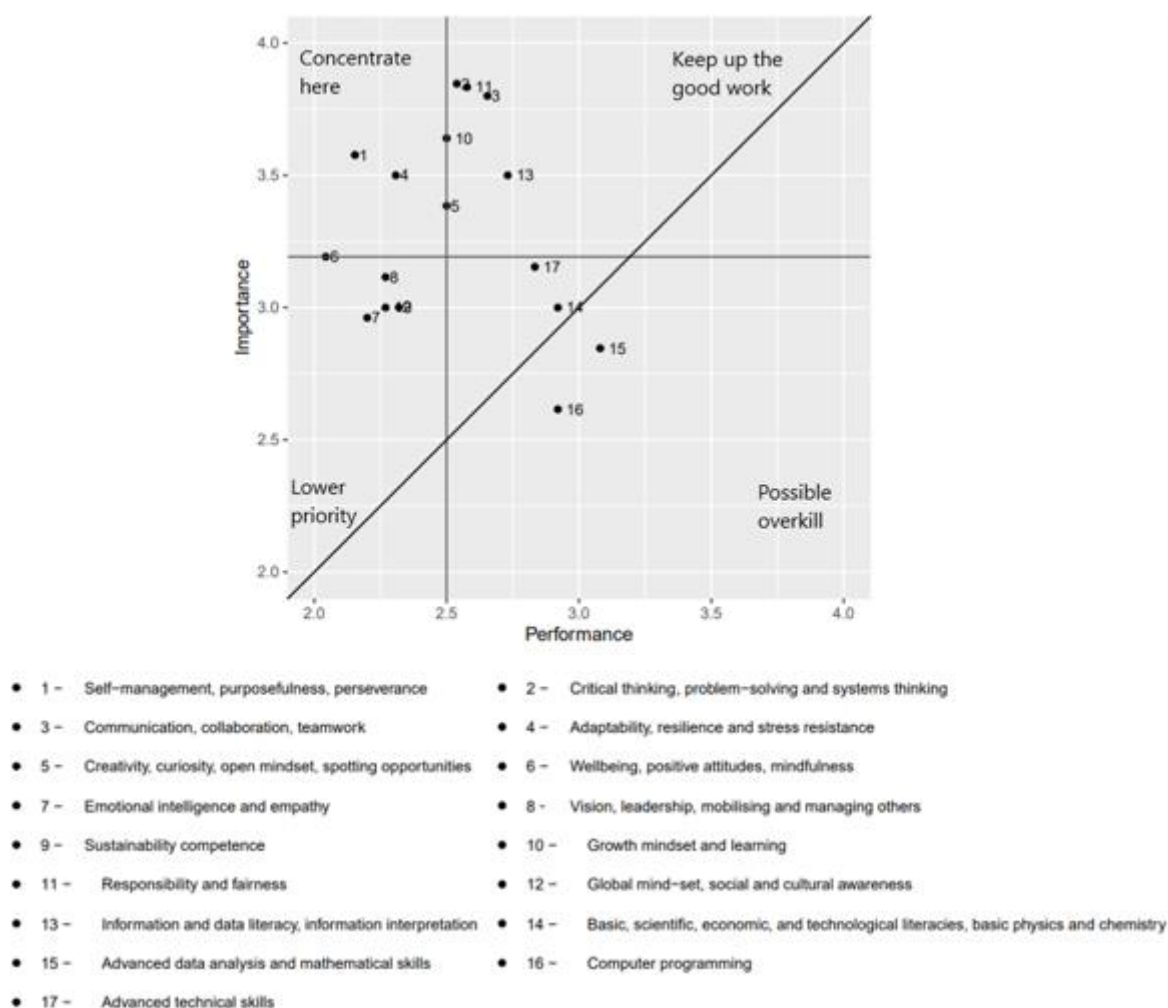 4.0
Concentrate
here
Keep up the
good work
2
11
3
10
1
4
13
3.5
5
6
17
8
3.0
14
7
15
16
2.5
Lower
priority
Possible
overkill
2.0
2.0 2.5 3.0 3.5 4.0
Performance
Importance
1 – Self-management, purposefulness, perseverance
2 – Critical thinking, problem-solving and systems thinking
3 – Communication, collaboration, teamwork
4 – Adaptability, resilience and stress resistance
5 – Creativity, curiosity, open mindset, spotting opportunities
6 – Wellbeing, positive attitudes, mindfulness
7 – Emotional intelligence and empathy
8 - Vision, leadership, mobilising and managing others
9 – Sustainability competence
10 – Growth mindset and learning
11 – Responsibility and fairness
12 – Global mind-set, social and cultural awareness
13 – Information and data literacy, information interpretation
14 – Basic, scientific, economic, and technological literacies, basic physics and chemistry
15 – Advanced data analysis and mathematical skills
16 – Computer programming
17 – Advanced technical skills